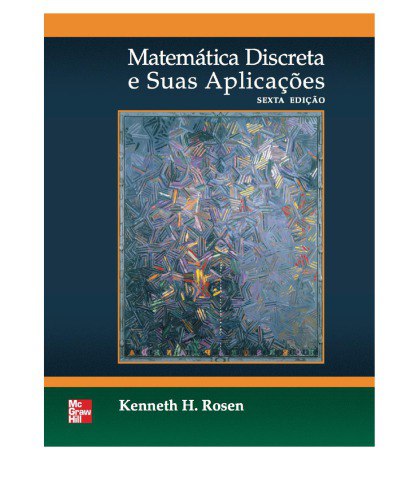 Matemática Discreta
e Suas Aplicações
SEXTA EDIÇÃO
Mc
Graw
Hill
Kenneth H. Rosen